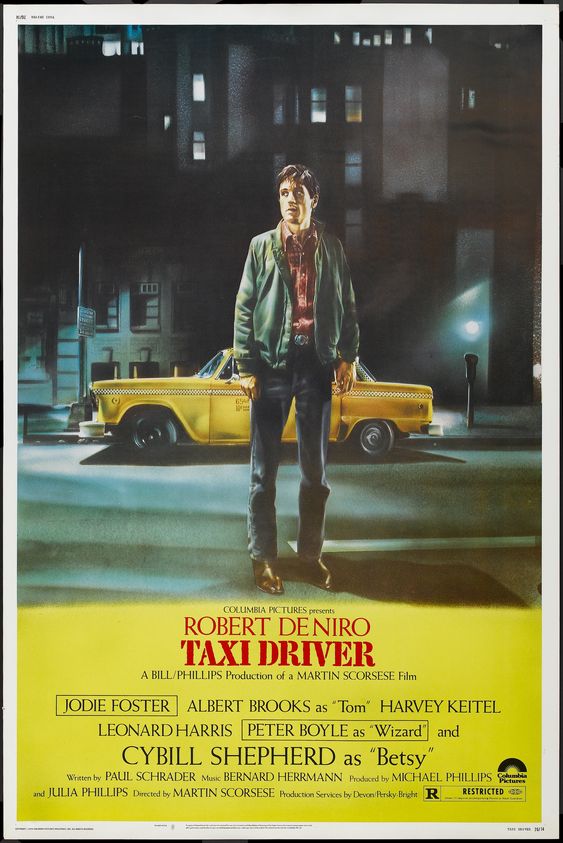 COLUMBIA PICTURES presents
ROBERT DE NIRO
TAXI DRIVER
A BILL/PHILLIPS Production of a MARTIN SCORSESE Film
JODIE FOSTER ALBERT BROOKS as "Tom" HARVEY KEITEL
LEONARD HARRIS PETER BOYLE as "Wizard" and
CYBILL SHEPHERD as "Betsy"
Written by PAUL SCHRADER Music BERNARD HERRMANN Produced by MICHAEL PHILLIPS
and JULIA PHILLIPS Directed by MARTIN SCORSESE Production Services by Devon/Persky-Bright
Columbia
Pictures
R RESTRICTED
TAXI DRIVER 76/14